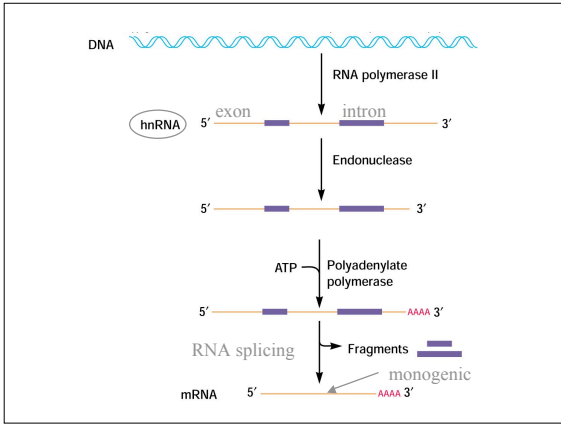 DNA
RNA polymerase II
exon intron
hnRNA 5′ 3′
Endonuclease
5′ 3′
ATP Polyadenylate
polymerase
5′ AAAA 3′
RNA splicing Fragments
monogenic
mRNA 5′ AAAA 3′